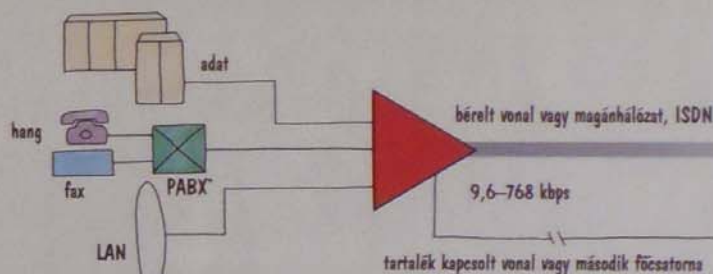 adat
hang
fax
PABX
LAN
bérelt vonal vagy magánhálózat, ISDN
9,6–768 kbps
tartalék kapcsolt vonal vagy második főcsatorna